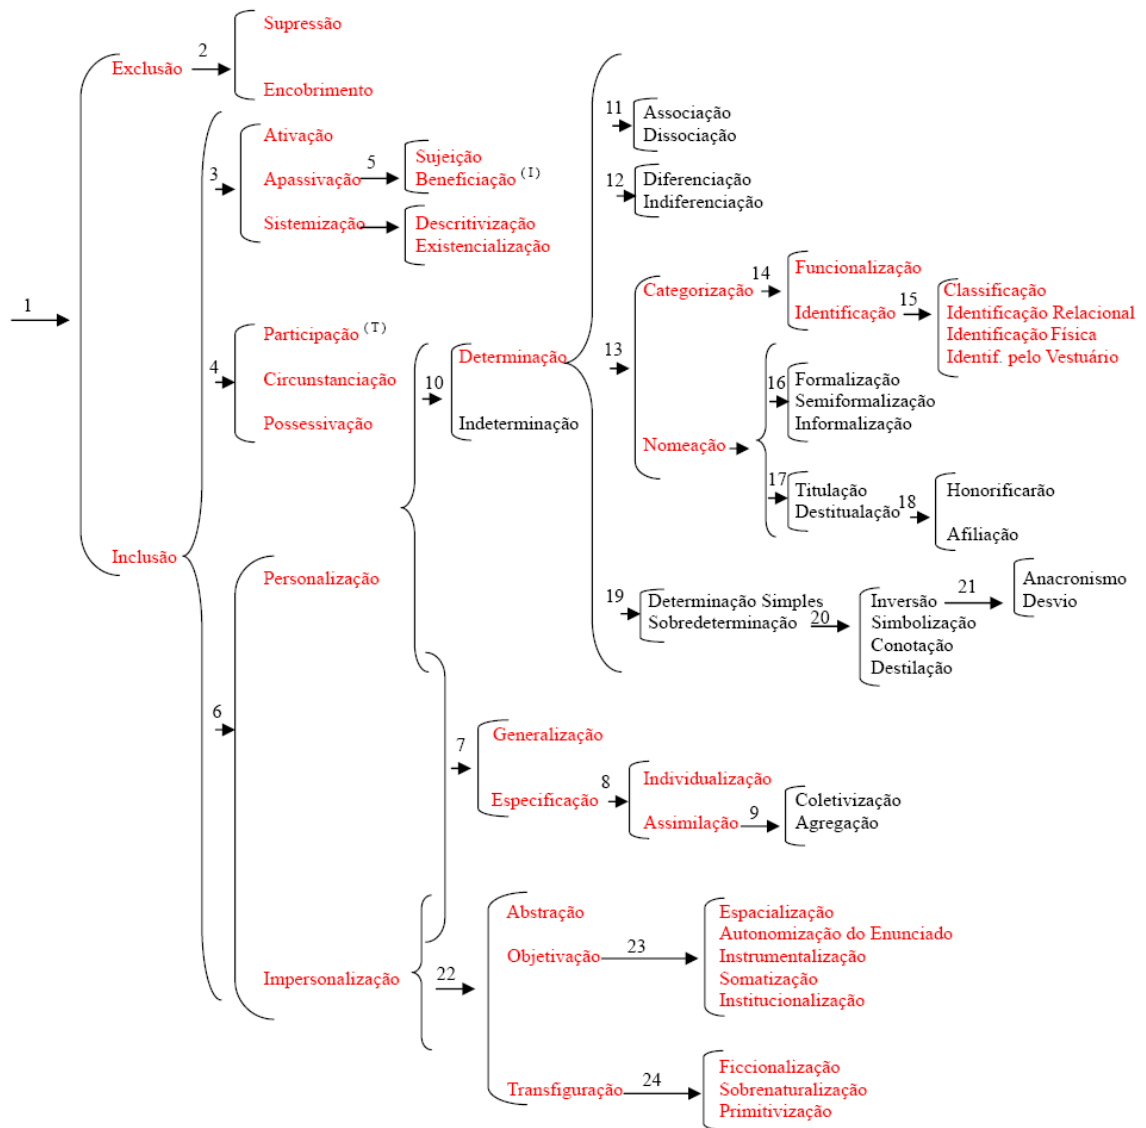 1
Exclusão
2
Supressão
Encobrimento
Inclusão
3
Ativação
Apassivação
5
Sujeição
Beneficiação (I)
Sistemização
Descritivização
Existencialização
4
Participação (T)
Circunstanciação
Possessivação
6
Personalização
10
Determinação
Indeterminação
11
Associação
Dissociação
12
Diferenciação
Indiferenciação
13
Categorização
14
Funcionalização
Identificação
15
Classificação
Identificação Relacional
Identificação Física
Identif. pelo Vestuário
Nomeação
16
Formalização
Semiformalização
Informalização
17
Titulação
Destitualação
18
Honorificarão
Afiliação
19
Determinação Simples
Sobredeterminação
20
Inversão
Simbolização
Conotação
Destilação
21
Anacronismo
Desvio
7
Generalização
Especificação
8
Individualização
Assimilação
9
Coletivização
Agregação
Impersonalização
22
Abstração
Objetivação
23
Espacialização
Autonomização do Enunciado
Instrumentalização
Somatização
Institucionalização
Transfiguração
24
Ficcionalização
Sobrenaturalização
Primitivização